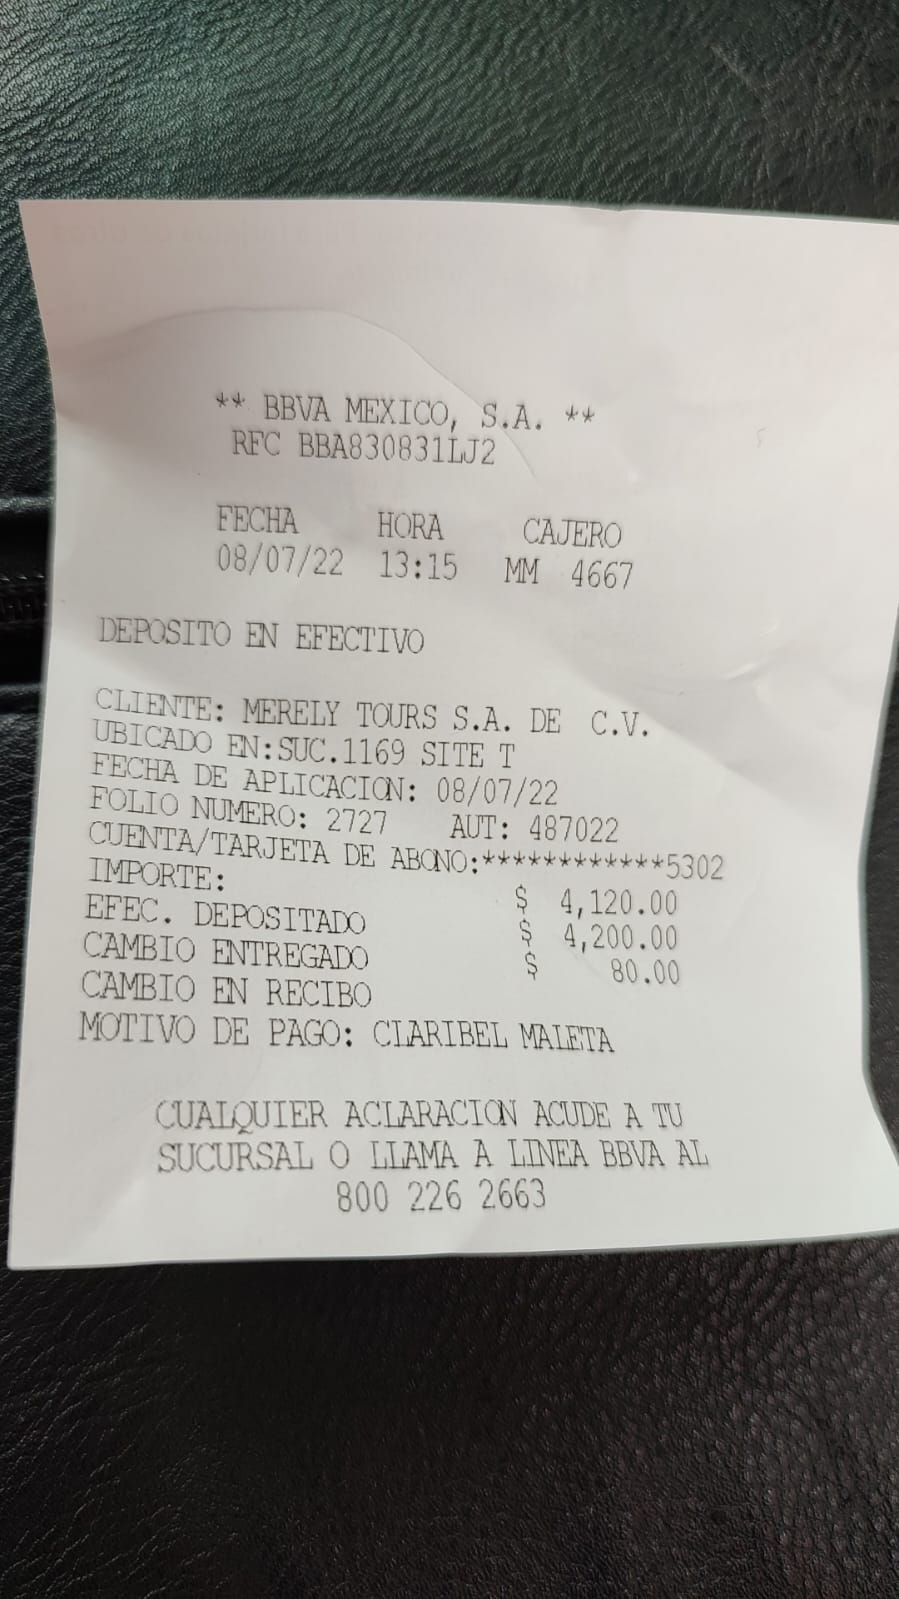 ** BBVA MEXICO, S.A. **
RFC BBA830831LJ2
FECHA HORA CAJERO
08/07/22 13:15 MM 4667
DEPOSITO EN EFECTIVO
CLIENTE: MERELY TOURS S.A. DE C.V.
UBICADO EN:SUC.1169 SITE T
FECHA DE APLICACION: 08/07/22
FOLIO NUMERO: 2727 AUT: 487022
CUENTA/TARJETA DE ABONO:************5302
IMPORTE: $ 4,120.00
EFEC. DEPOSITADO $ 4,200.00
CAMBIO ENTREGADO $ 80.00
CAMBIO EN RECIBO
MOTIVO DE PAGO: CLARIBEL MALETA
CUALQUIER ACLARACION ACUDE A TU
SUCURSAL O LLAMA A LINEA BBVA AL
800 226 2663